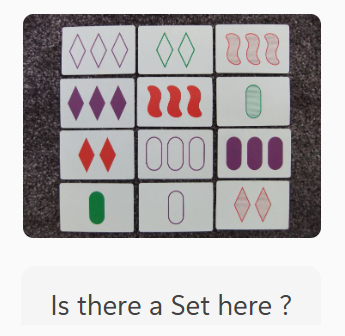 Is there a Set here ?